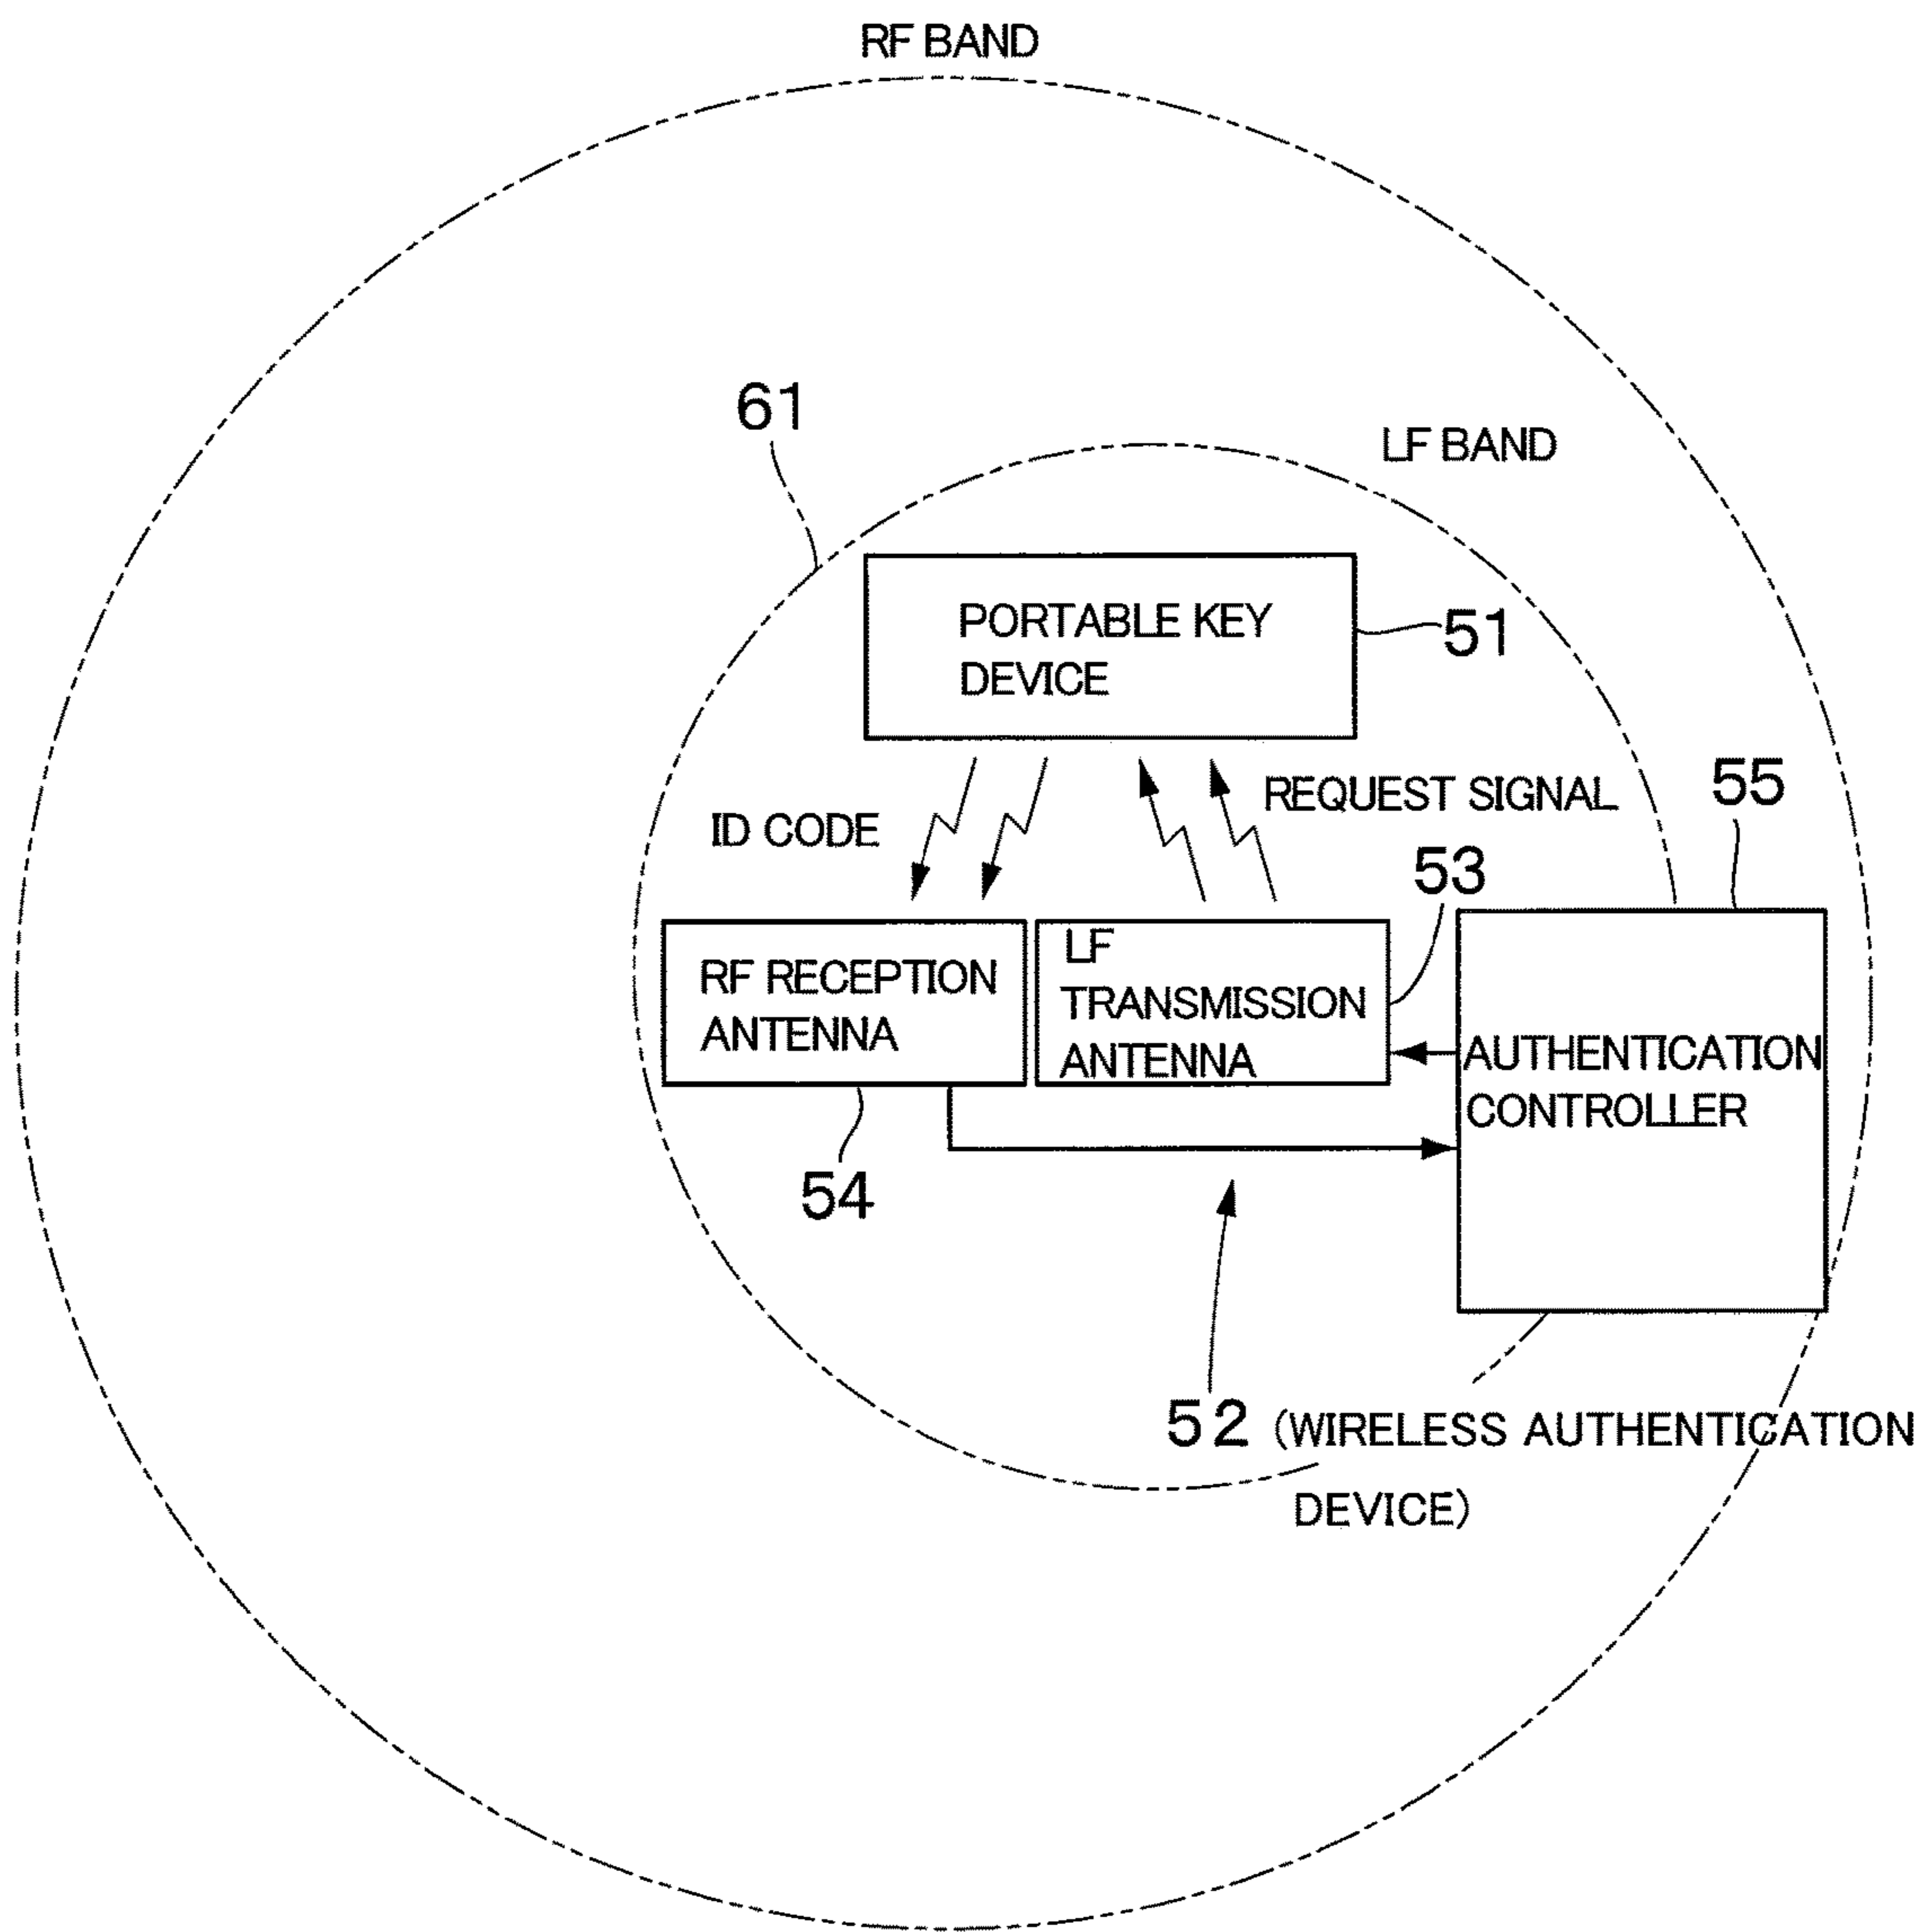 RF BAND
61
LF BAND
PORTABLE KEY
DEVICE
51
ID CODE
REQUEST SIGNAL
55
53
RF RECEPTION
ANTENNA
LF
TRANSMISSION
ANTENNA
AUTHENTICATION
CONTROLLER
54
52 (WIRELESS AUTHENTICATION
DEVICE)